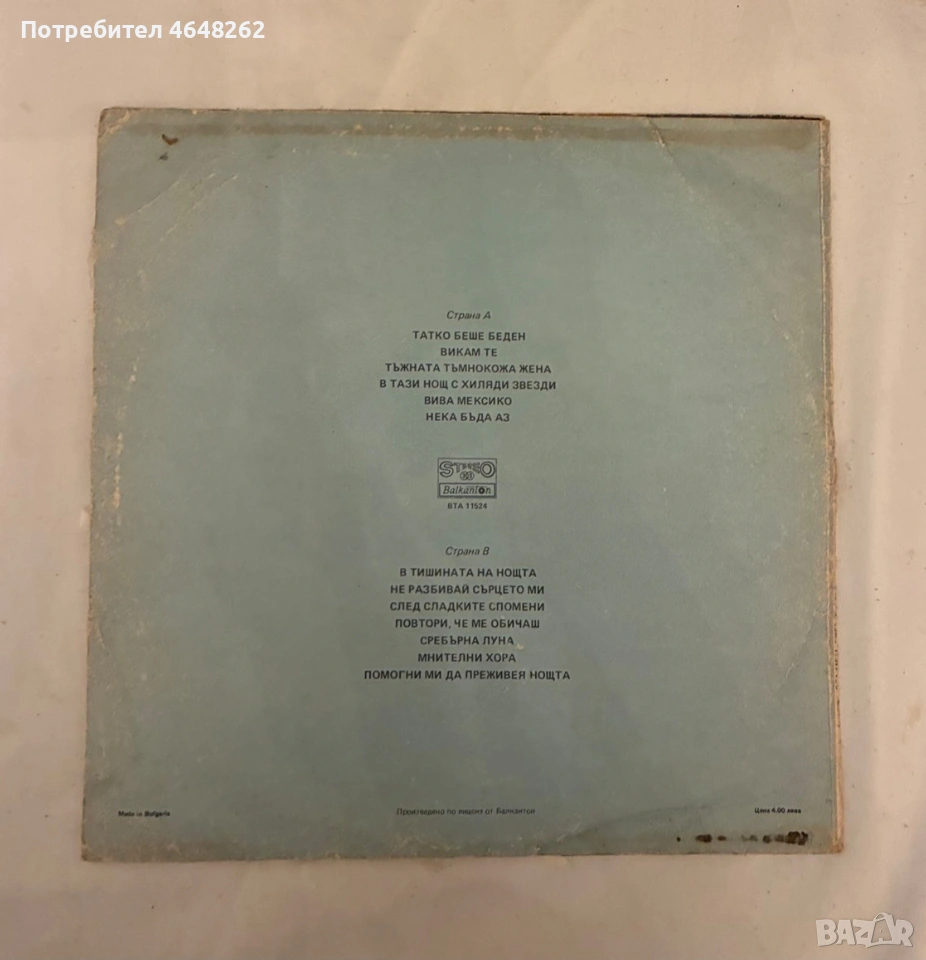 Потребител 4648262
Страна А
ТАТКО БЕШЕ БЕДЕН
ВИКАМ ТЕ
ТЪЖНАТА ТЪМНОКОЖА ЖЕНА
В ТАЗИ НОЩ С ХИЛЯДИ ЗВЕЗДИ
ВИВА МЕКСИКО
НЕКА БЪДА АЗ
STEREO
Balkanton
ВТА 11524
Страна В
В ТИШИНАТА НА НОЩТА
НЕ РАЗБИВАЙ СЪРЦЕТО МИ
СЛЕД СЛАДКИТЕ СПОМЕНИ
ПОВТОРИ, ЧЕ МЕ ОБИЧАШ
СРЕБЪРНА ЛУНА
МНИТЕЛНИ ХОРА
ПОМОГНИ МИ ДА ПРЕЖИВЕЯ НОЩТА
Made in Bulgaria
Произведено по лиценз от Балкантон
Цена 4.00 лева
BAZAR